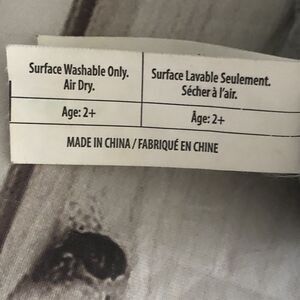 Surface Washable Only.
Air Dry.
Surface Lavable Seulement.
Sécher à l'air.
Age: 2+
Âge: 2+
MADE IN CHINA / FABRIQUÉ EN CHINE